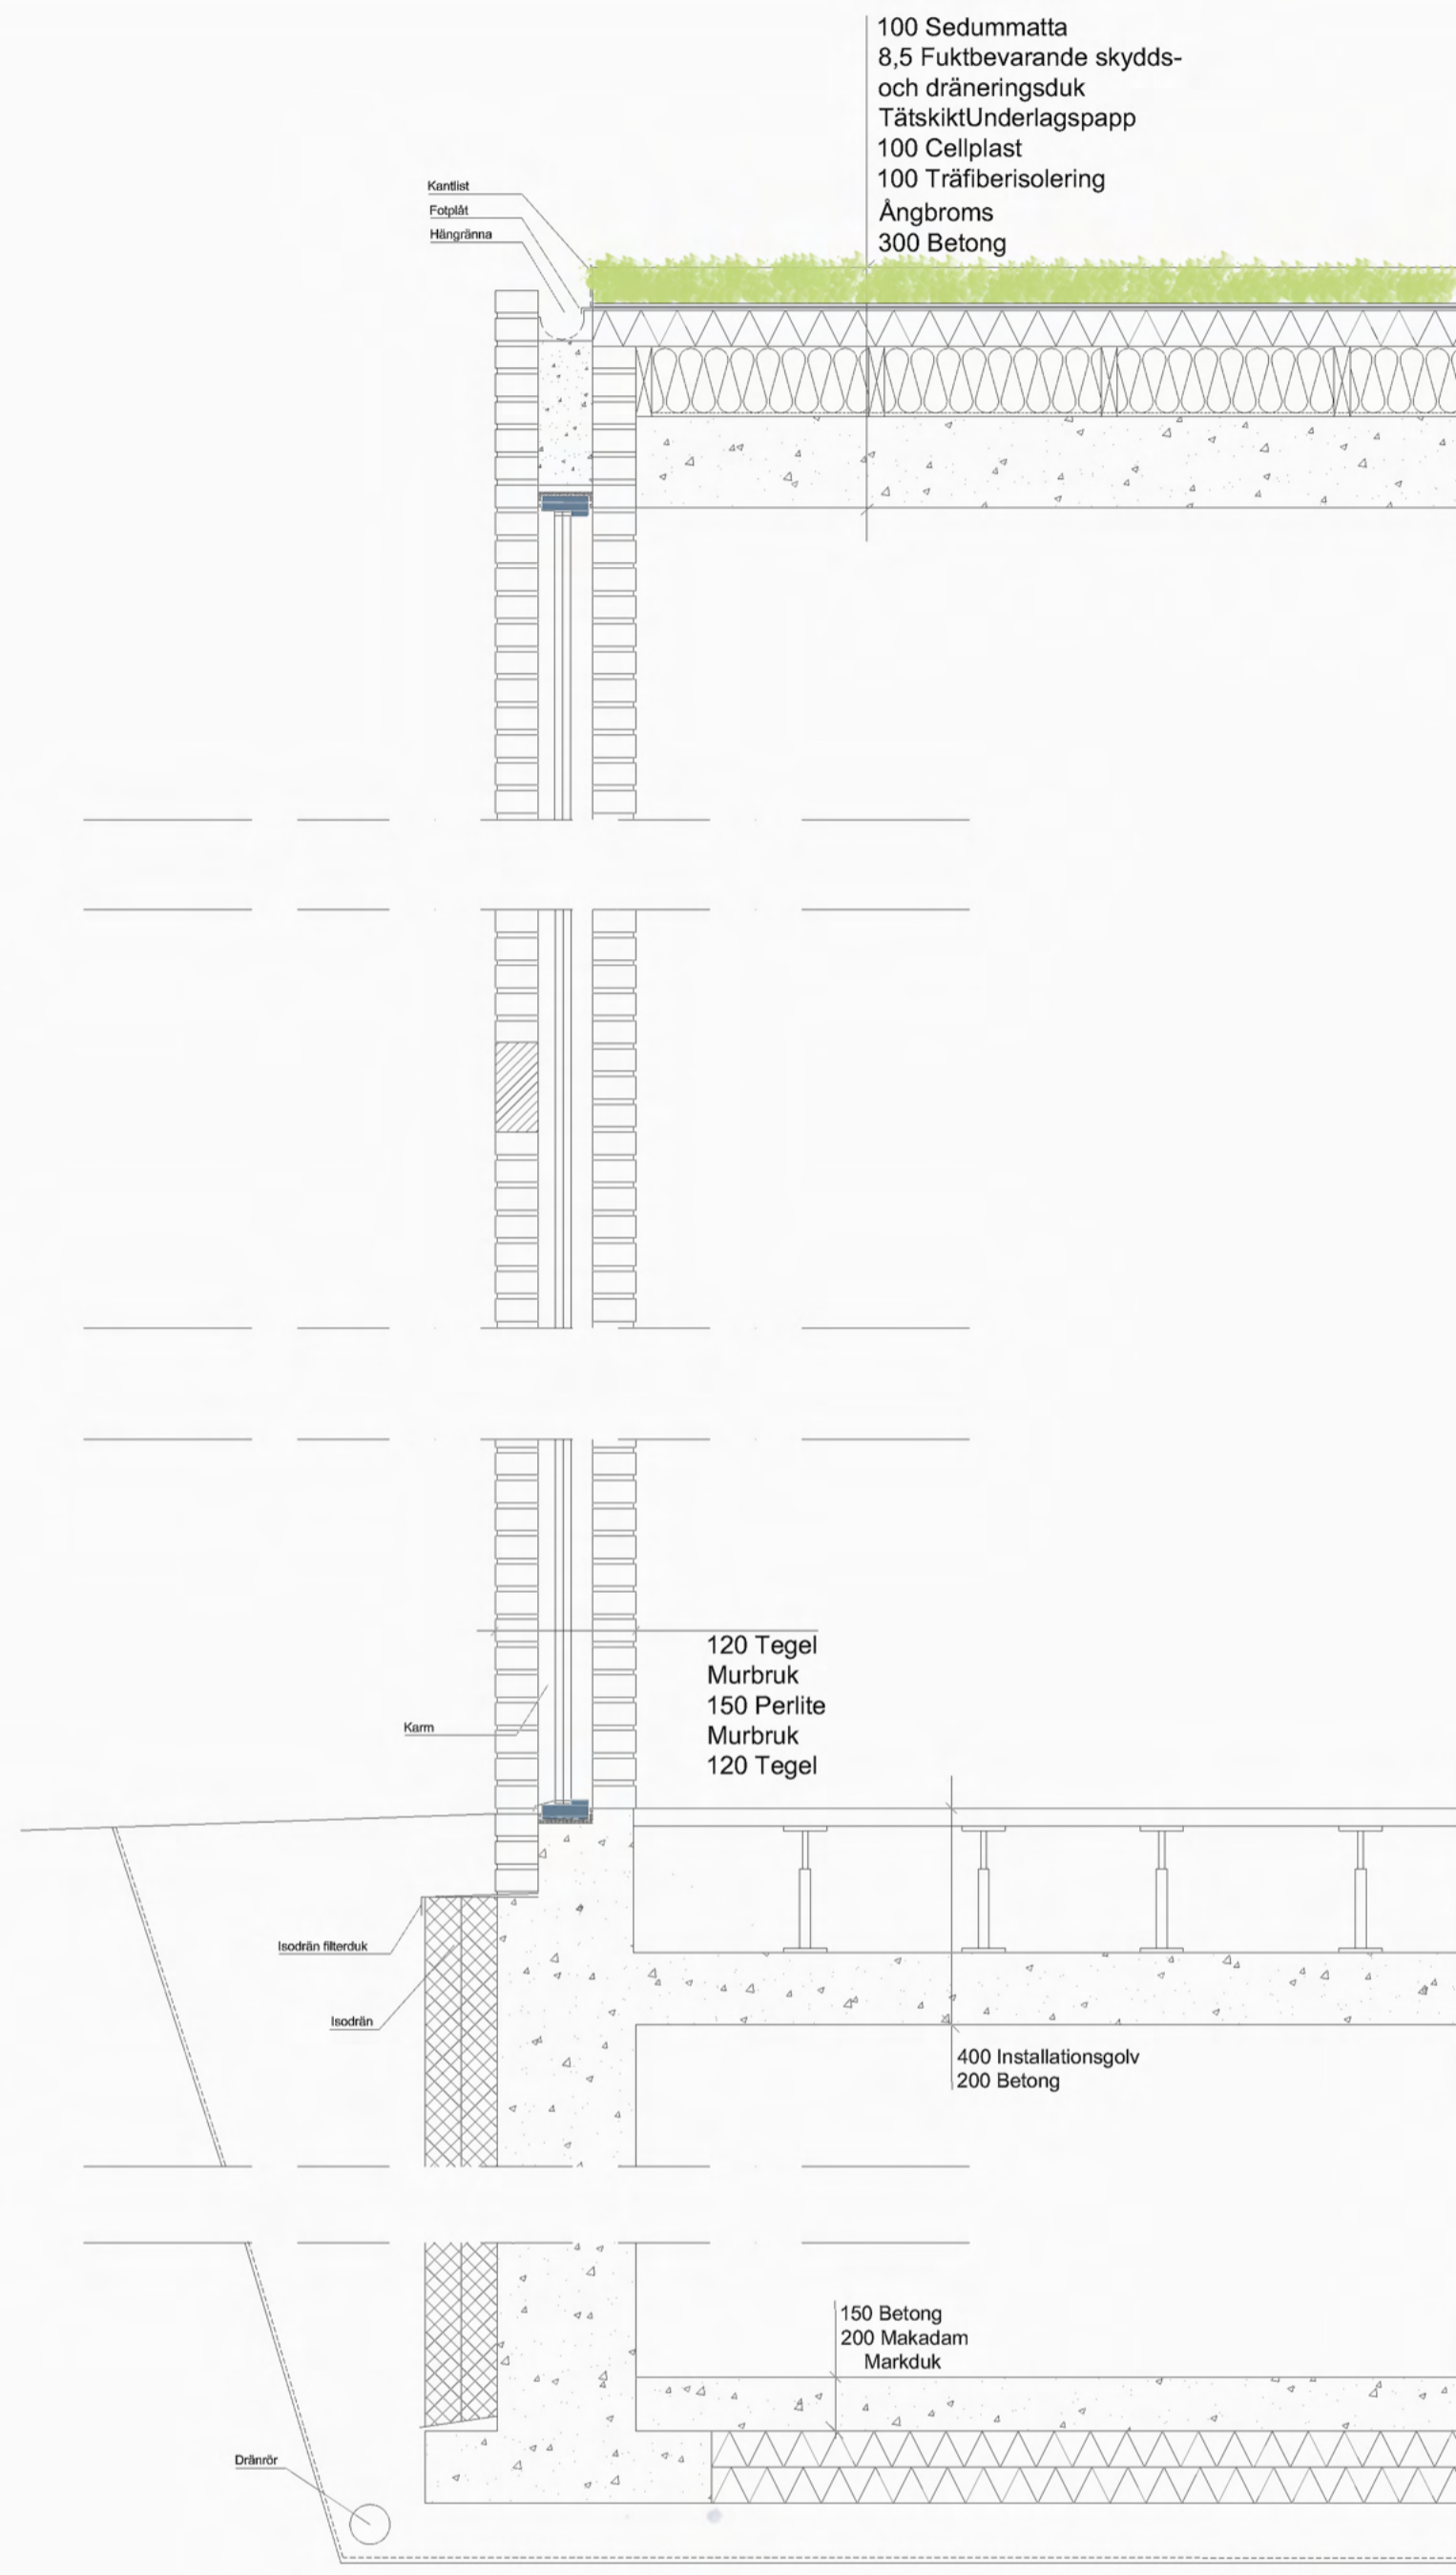 100 Sedummatta
8,5 Fuktbevarande skydds-
och dräneringsduk
TätskiktUnderlagspapp
100 Cellplast
100 Träfiberisolering
Ångbroms
300 Betong
Kantlist
Fotplåt
Hängränna
120 Tegel
Murbruk
150 Perlite
Murbruk
120 Tegel
Karm
Isodrän filterduk
Isodrän
400 Installationsgolv
200 Betong
150 Betong
200 Makadam
Markduk
Dränrör